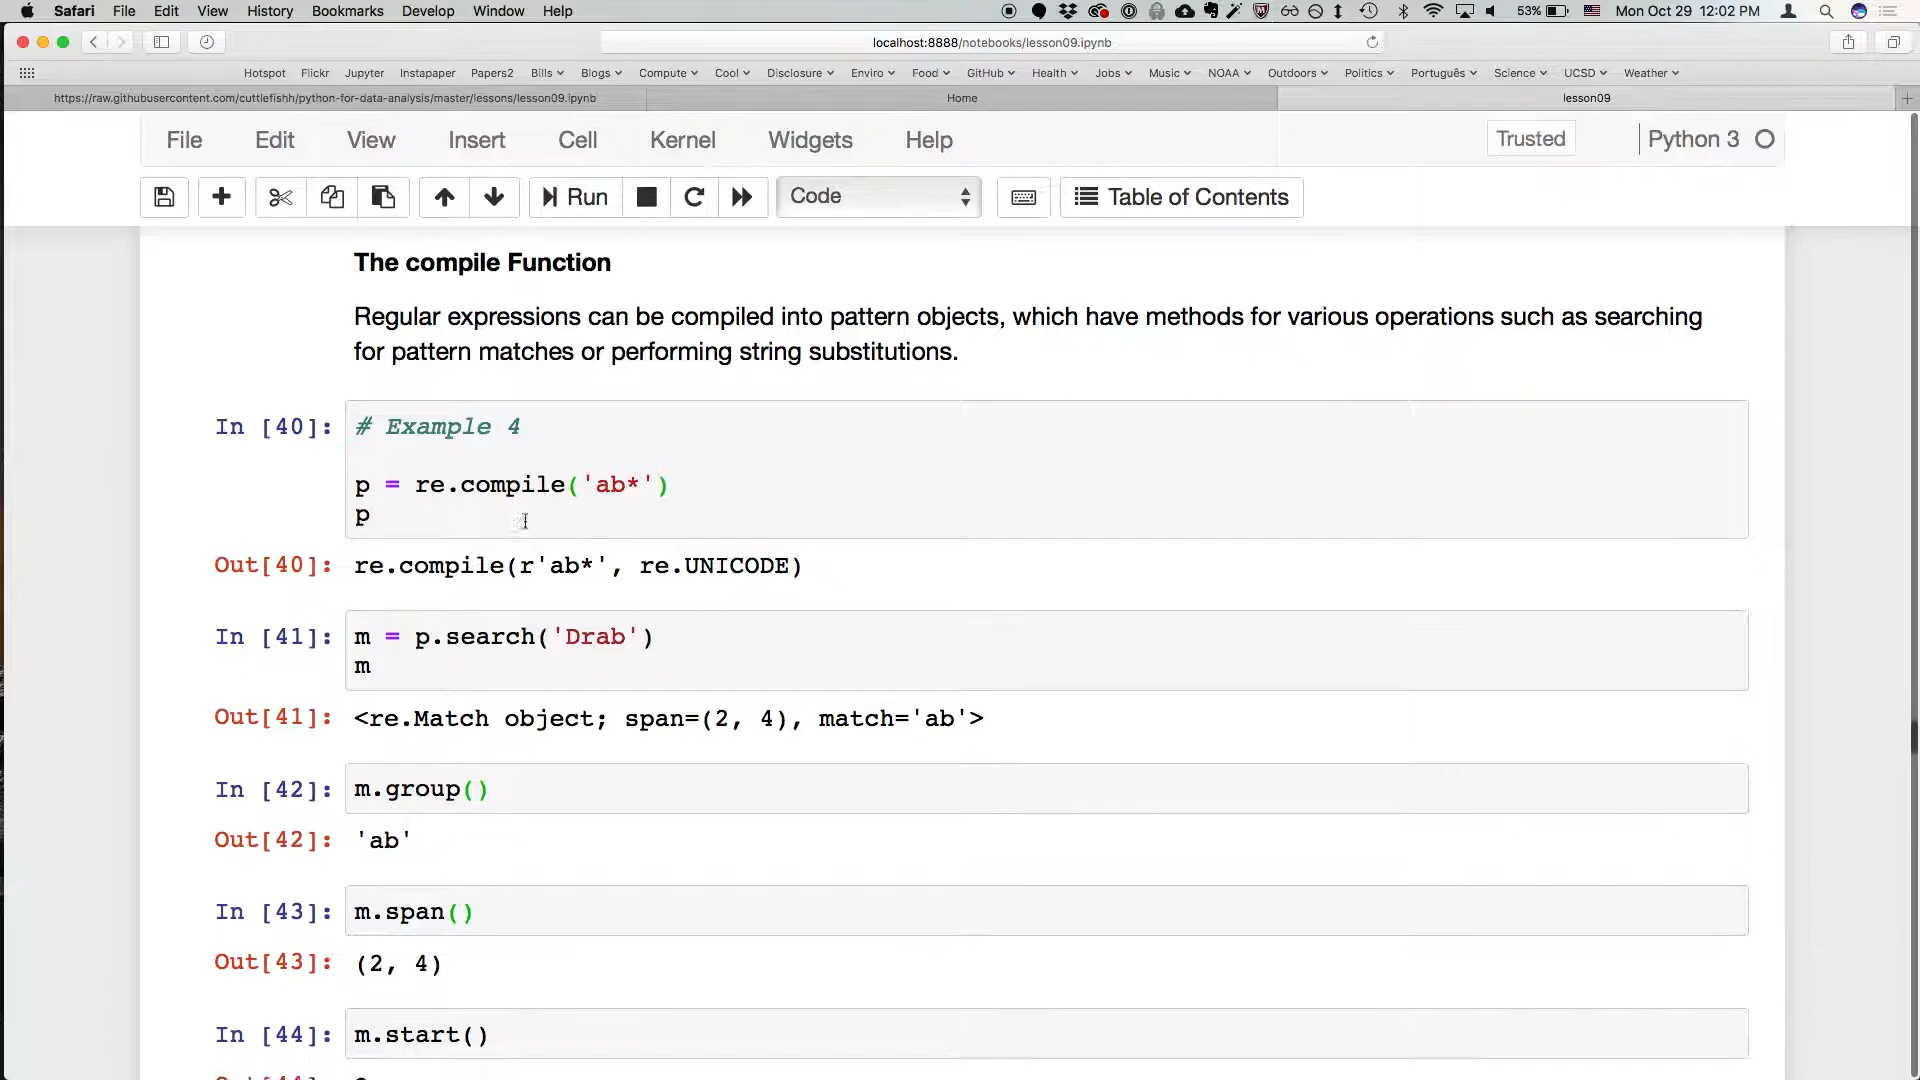 Safari File Edit View History Bookmarks Develop Window Help 53% Mon Oct 29 12:02 PM
localhost:8888/notebooks/lesson09.ipynb
Hotspot Flickr Jupyter Instapaper Papers2 Bills Blogs Compute Cool Disclosure Enviro Food GitHub Health Jobs Music NOAA Outdoors Politics Português Science UCSD Weather
https://raw.githubusercontent.com/cuttlefishh/python-for-data-analysis/master/lessons/lesson09.ipynb Home lesson09
File Edit View Insert Cell Kernel Widgets Help Trusted Python 3
Run Code Table of Contents
The compile Function
Regular expressions can be compiled into pattern objects, which have methods for various operations such as searching
for pattern matches or performing string substitutions.
In [40]: # Example 4
p = re.compile('ab*')
p
Out[40]: re.compile(r'ab*', re.UNICODE)
In [41]: m = p.search('Drab')
m
Out[41]: <re.Match object; span=(2, 4), match='ab'>
In [42]: m.group()
Out[42]: 'ab'
In [43]: m.span()
Out[43]: (2, 4)
In [44]: m.start()